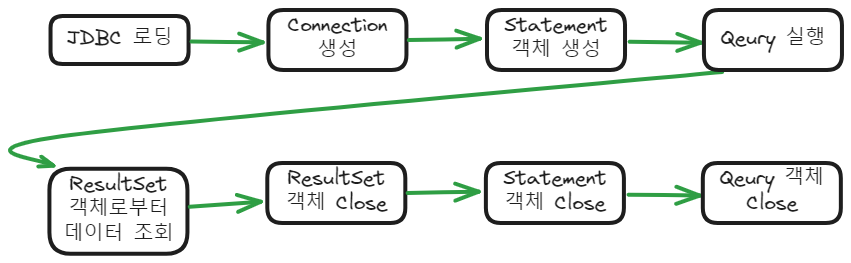 JDBC 로딩
Connection
생성
Statement
객체 생성
Qeury 실행
ResultSet
객체로부터
데이터 조회
ResultSet
객체 Close
Statement
객체 Close
Qeury 객체
Close